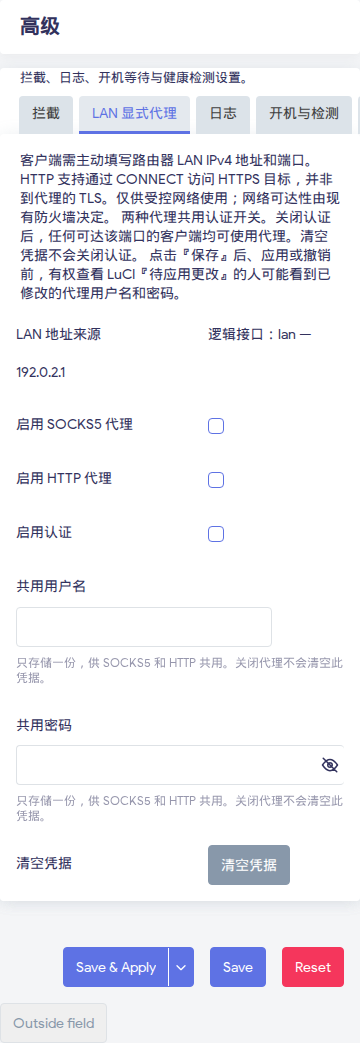 高级
拦截、日志、开机等待与健康检测设置。
拦截
LAN 显式代理
日志
开机与检测
客户端需主动填写路由器 LAN IPv4 地址和端口。
HTTP 支持通过 CONNECT 访问 HTTPS 目标，并非
到代理的 TLS。仅供受控网络使用；网络可达性由现
有防火墙决定。 两种代理共用认证开关。关闭认证
后，任何可达该端口的客户端均可使用代理。清空
凭据不会关闭认证。 点击『保存』后、应用或撤销
前，有权查看 LuCI『待应用更改』的人可能看到已
修改的代理用户名和密码。
LAN 地址来源
逻辑接口：lan —
192.0.2.1
启用 SOCKS5 代理
启用 HTTP 代理
启用认证
共用用户名
只存储一份，供 SOCKS5 和 HTTP 共用。关闭代理不会清空此
凭据。
共用密码
只存储一份，供 SOCKS5 和 HTTP 共用。关闭代理不会清空此
凭据。
清空凭据
清空凭据
Save & Apply
Save
Reset
Outside field